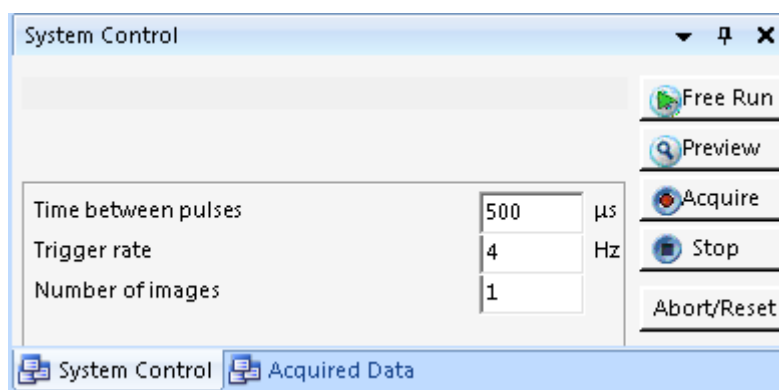 System Control
Free Run
Preview
Time between pulses 500 µs
Acquire
Trigger rate 4 Hz
Stop
Number of images 1
Abort/Reset
System Control Acquired Data